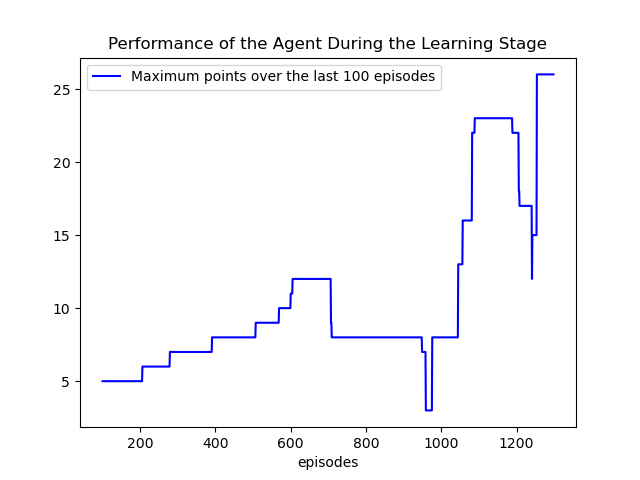 Performance of the Agent During the Learning Stage
Maximum points over the last 100 episodes
25
20
15
10
5
200 400 600 800 1000 1200
episodes